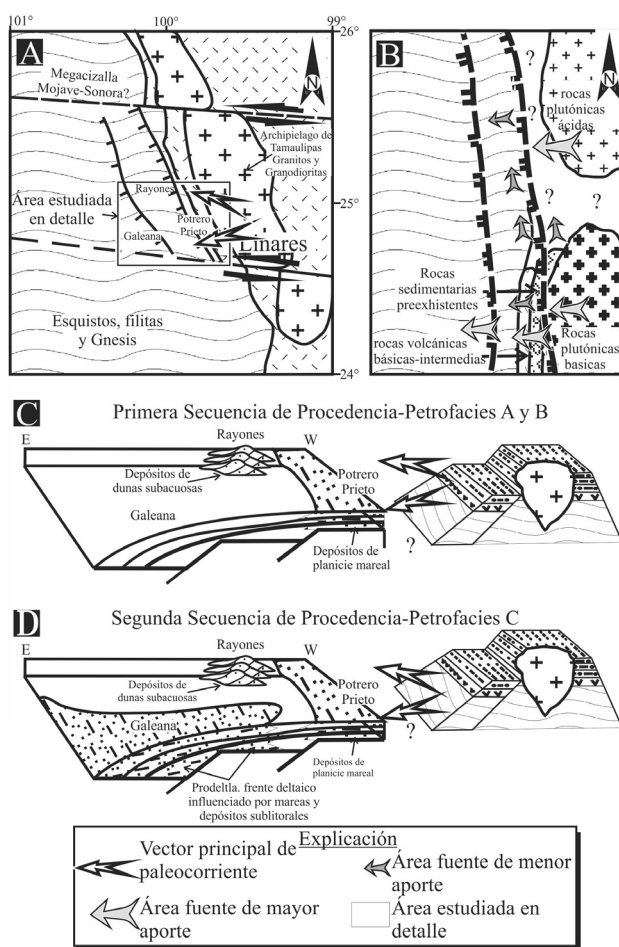 101°
100°
99°
26°
A
N
Megacizalla
Mojave-Sonora?
Archipielago de
Tamaulipas
Granitos y
Granodioritas
Rayones
Área estudiada
en detalle
Potrero
Prieto
25°
Galeana
Linares
Esquistos, filitas
y Gnesis
24°
B
N
?
?
rocas
plutónicas
ácidas
?
?
?
Rocas
sedimentarias
preexhistentes
rocas volcánicas
básicas-intermedias
Rocas
plutónicas
basicas
C
Primera Secuencia de Procedencia-Petrofacies A y B
E
Rayones
W
Depósitos de
dunas subacuosas
Potrero
Prieto
Galeana
Depósitos de
planicie mareal
?
D
Segunda Secuencia de Procedencia-Petrofacies C
E
Rayones
W
Depósitos de
dunas subacuosas
Potrero
Prieto
Galeana
?
Depósitos de
planicie mareal
Prodeltla. frente deltaico
influenciado por mareas y
depósitos sublitorales
Explicación
Vector principal de
paleocorriente
Área fuente de menor
aporte
Área fuente de mayor
aporte
Área estudiada en
detalle